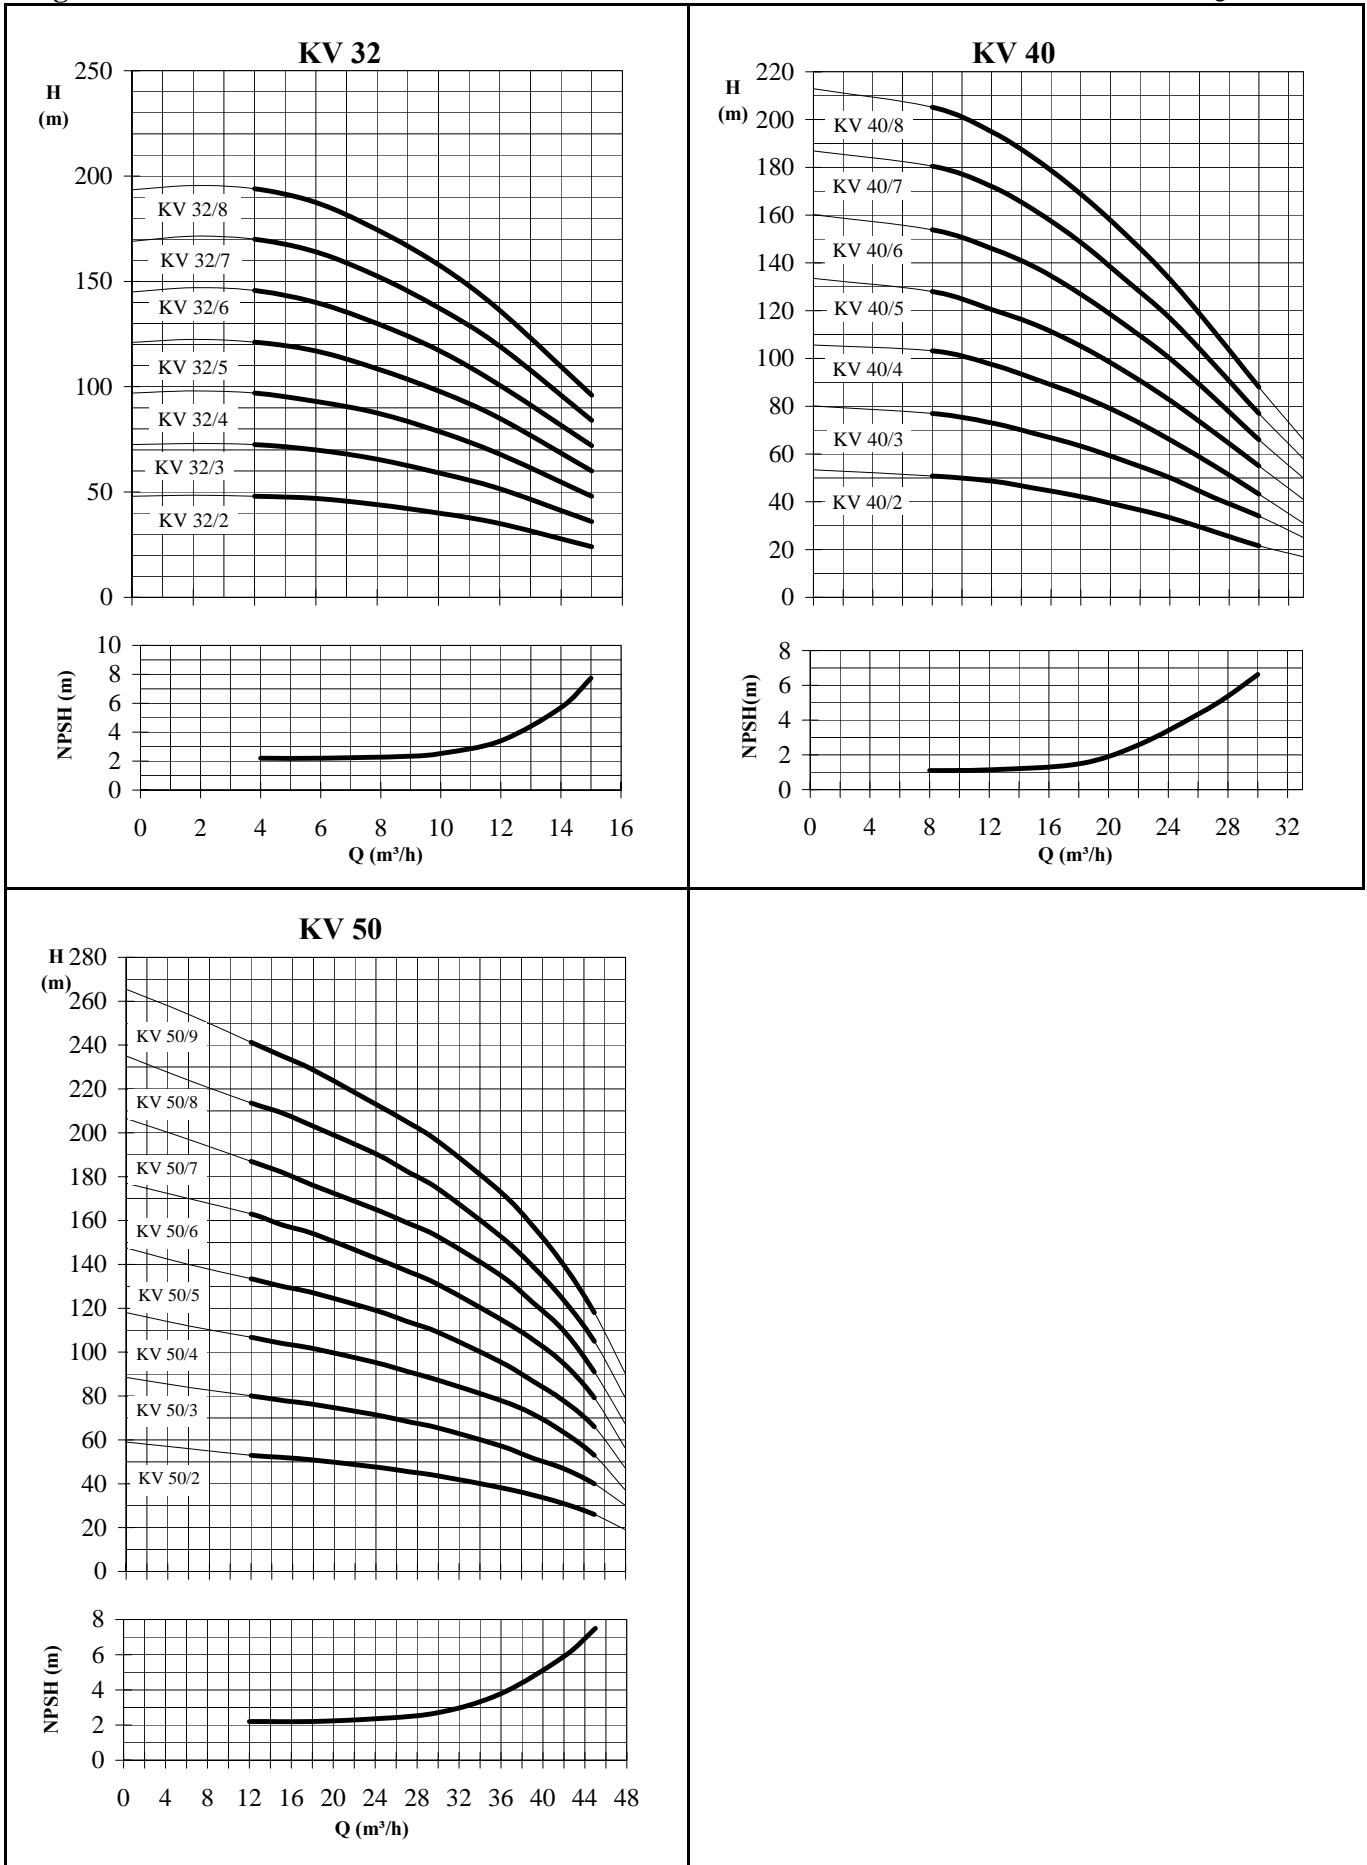 KV 32
H
(m)
250
200
150
100
50
0
KV 32/8
KV 32/7
KV 32/6
KV 32/5
KV 32/4
KV 32/3
KV 32/2
NPSH (m)
10
8
6
4
2
0
0 2 4 6 8 10 12 14 16
Q (m³/h)
KV 40
H
(m)
220
200
180
160
140
120
100
80
60
40
20
0
KV 40/8
KV 40/7
KV 40/6
KV 40/5
KV 40/4
KV 40/3
KV 40/2
NPSH(m)
8
6
4
2
0
0 4 8 12 16 20 24 28 32
Q (m³/h)
KV 50
H
(m)
280
260
240
220
200
180
160
140
120
100
80
60
40
20
0
KV 50/9
KV 50/8
KV 50/7
KV 50/6
KV 50/5
KV 50/4
KV 50/3
KV 50/2
NPSH (m)
8
6
4
2
0
0 4 8 12 16 20 24 28 32 36 40 44 48
Q (m³/h)